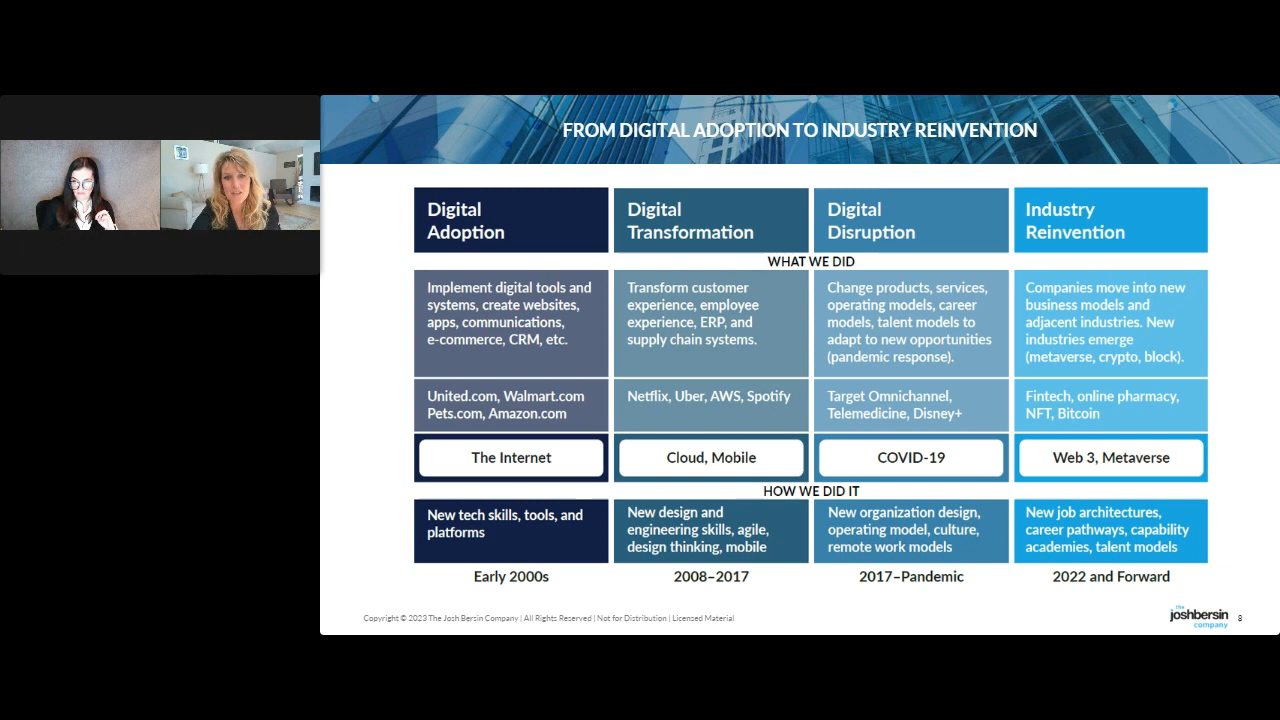 FROM DIGITAL ADOPTION TO INDUSTRY REINVENTION
Digital
Adoption
Digital
Transformation
Digital
Disruption
Industry
Reinvention
WHAT WE DID
Implement digital tools and
systems, create websites,
apps, communications,
e-commerce, CRM, etc.
Transform customer
experience, employee
experience, ERP, and
supply chain systems.
Change products, services,
operating models, career
models, talent models to
adapt to new opportunities
(pandemic response).
Companies move into new
business models and
adjacent industries. New
industries emerge
(metaverse, crypto, block).
United.com, Walmart.com
Pets.com, Amazon.com
Netflix, Uber, AWS, Spotify
Target Omnichannel,
Telemedicine, Disney+
Fintech, online pharmacy,
NFT, Bitcoin
The Internet
Cloud, Mobile
COVID-19
Web 3, Metaverse
HOW WE DID IT
New tech skills, tools, and
platforms
New design and
engineering skills, agile,
design thinking, mobile
New organization design,
operating model, culture,
remote work models
New job architectures,
career pathways, capability
academies, talent models
Early 2000s
2008–2017
2017–Pandemic
2022 and Forward
Copyright © 2023 The Josh Bersin Company | All Rights Reserved | Not for Distribution | Licensed Material
the
joshbersin
company
8